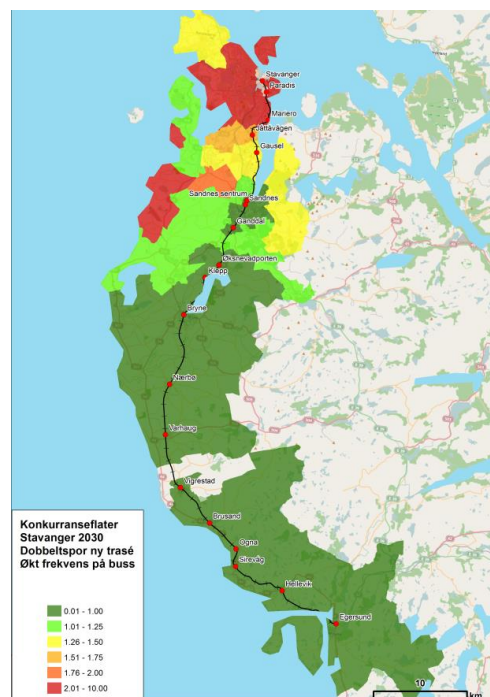 Stavanger
Paradis
Mariero
Jåttåvågen
Gausel
Sandnes sentrum
Sandnes
Ganddal
Øksnevadporten
Klepp
Bryne
Nærbø
Varhaug
Vigrestad
Brusand
Ogna
Sirevåg
Hellevik
Egersund
Konkurranseflater
Stavanger 2030
Dobbeltspor ny trasé
Økt frekvens på buss
0.01 - 1.00
1.01 - 1.25
1.26 - 1.50
1.51 - 1.75
1.76 - 2.00
2.01 - 10.00
10
km